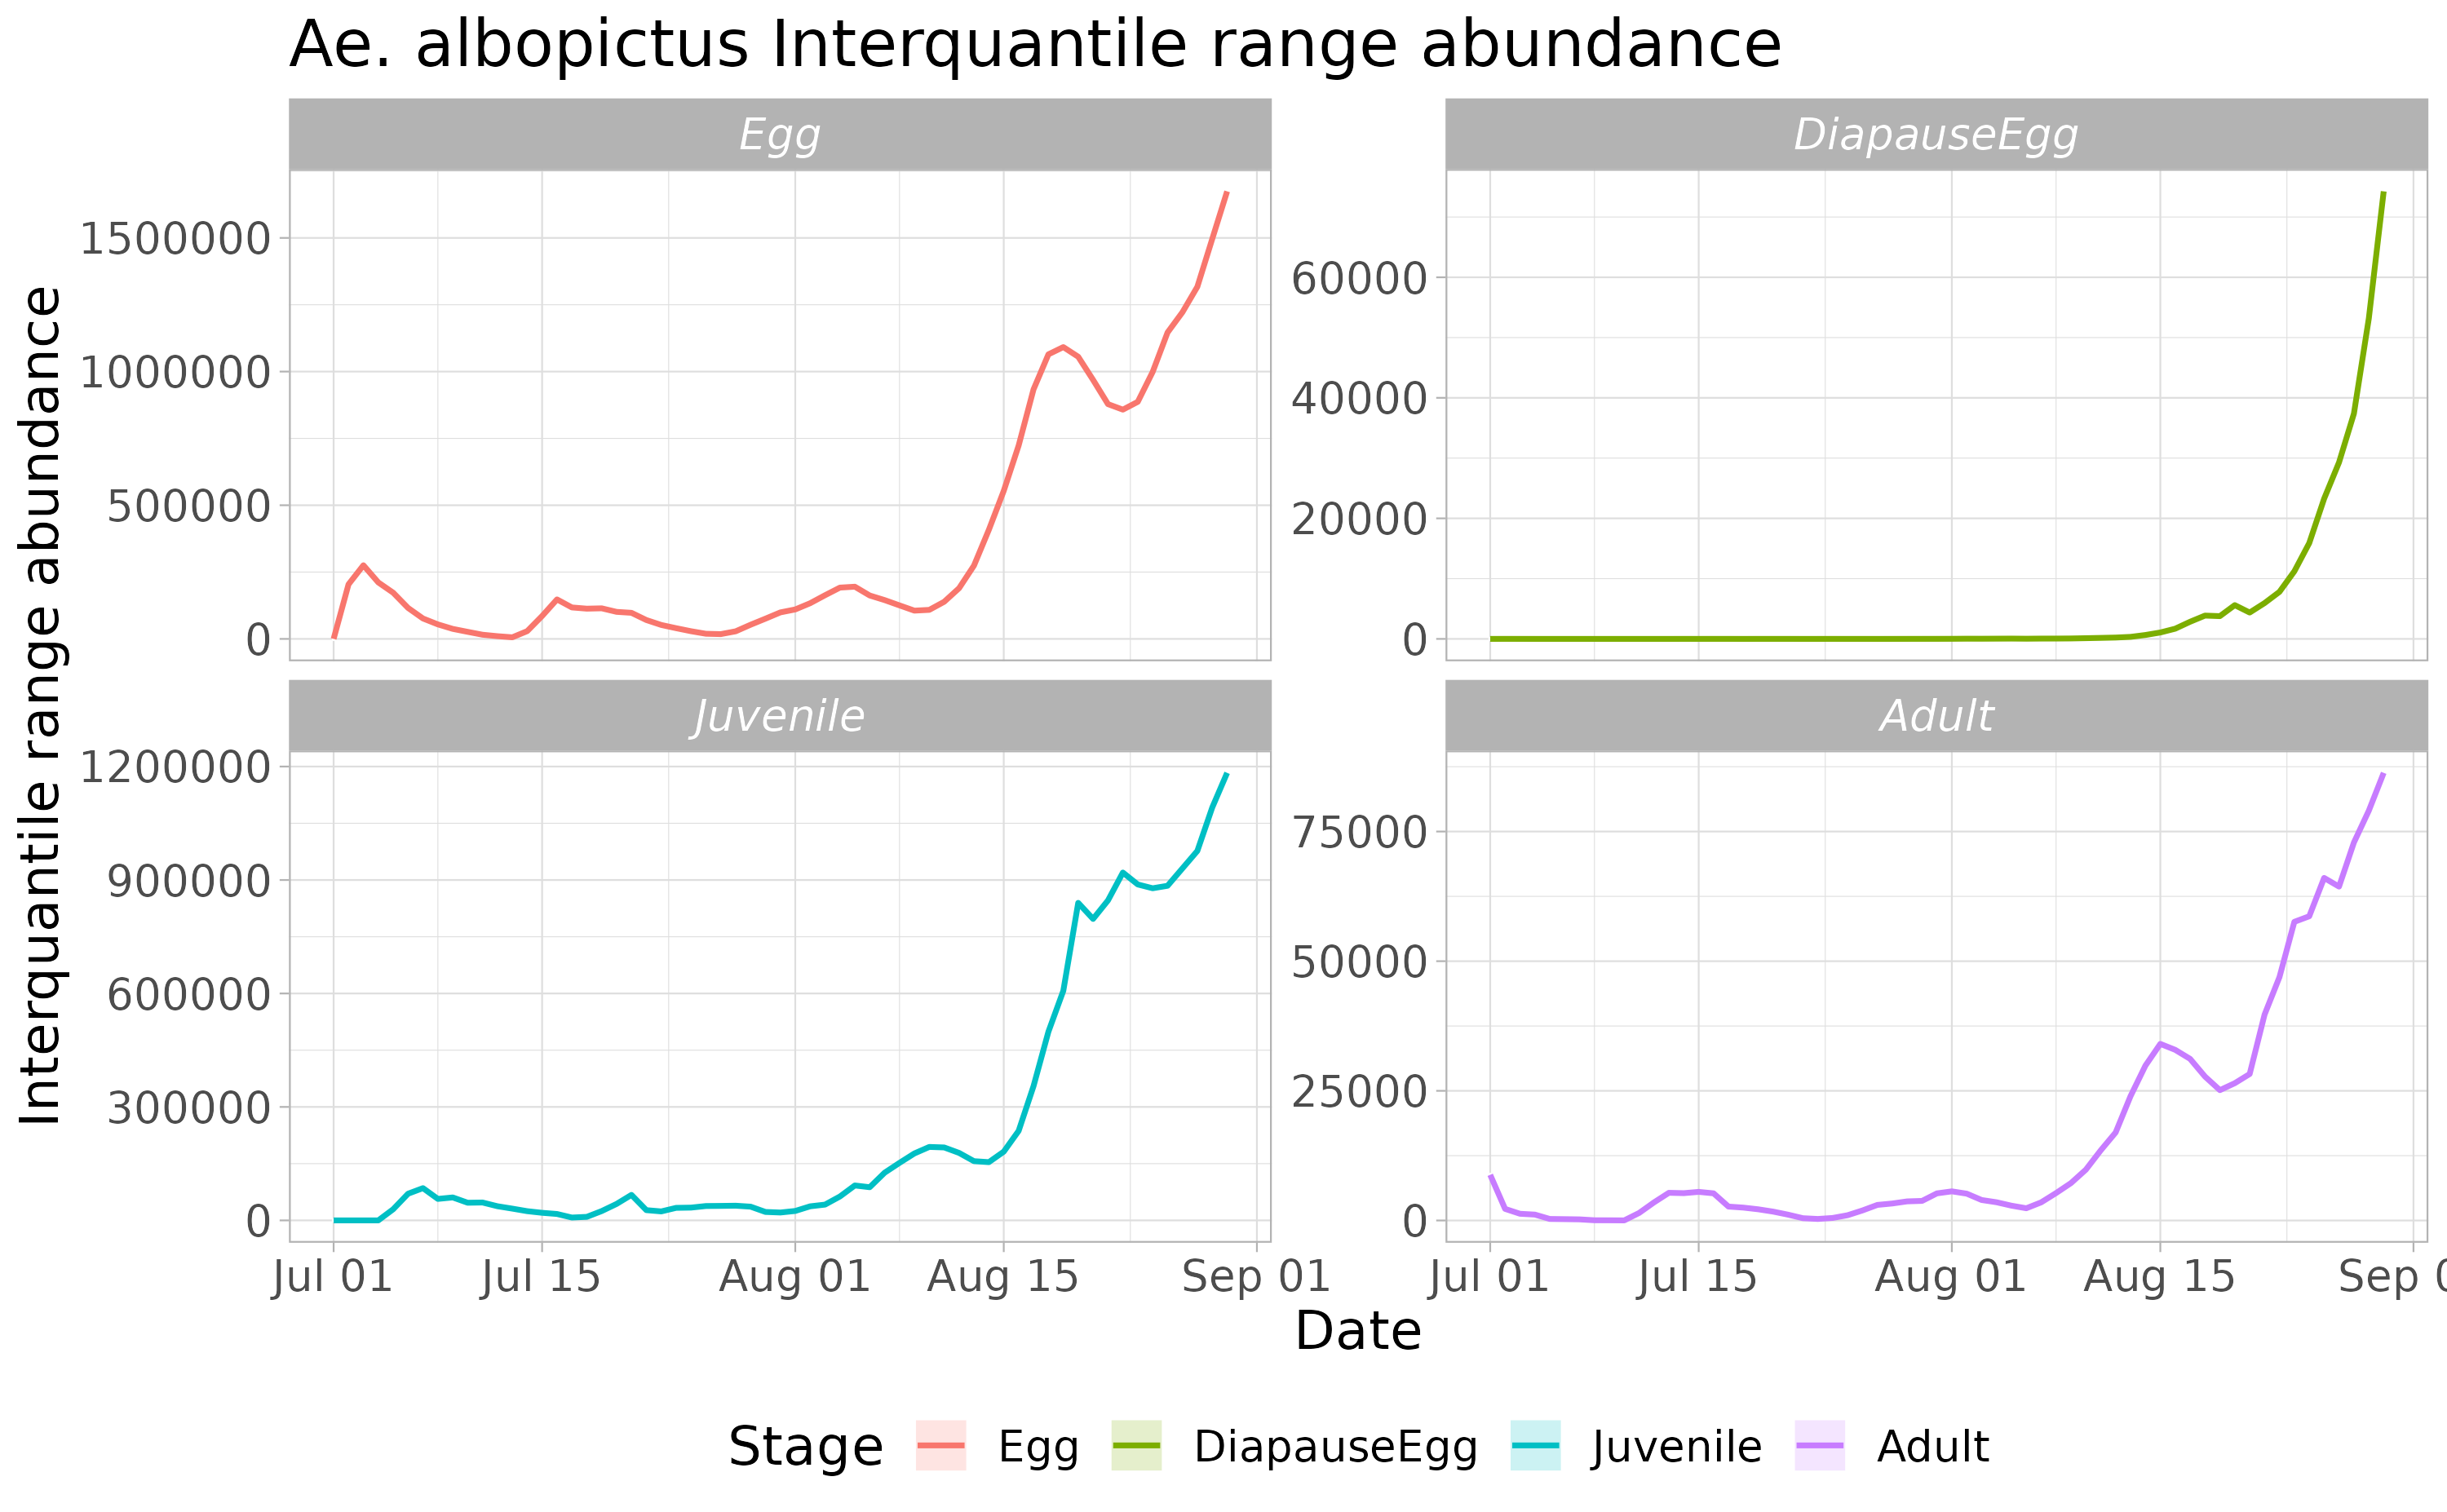 Ae. albopictus Interquantile range abundance
Interquantile range abundance
Egg
1500000
1000000
500000
0
DiapauseEgg
60000
40000
20000
0
Juvenile
1200000
900000
600000
300000
0
Jul 01 Jul 15 Aug 01 Aug 15 Sep 01
Adult
75000
50000
25000
0
Jul 01 Jul 15 Aug 01 Aug 15 Sep
Date
Stage Egg DiapauseEgg Juvenile Adult